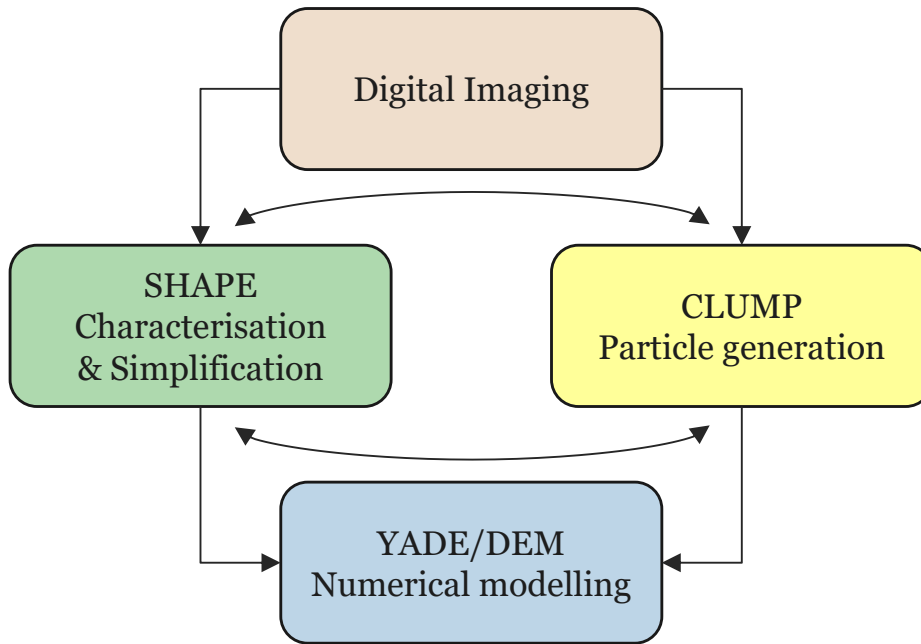 Digital Imaging
SHAPE
Characterisation
& Simplification
CLUMP
Particle generation
YADE/DEM
Numerical modelling